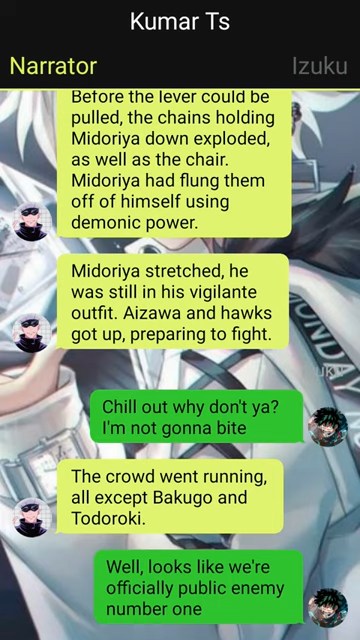 Kumar Ts
Narrator
Izuku
Before the lever could be
pulled, the chains holding
Midoriya down exploded,
as well as the chair.
Midoriya had flung them
off of himself using
demonic power.
Midoriya stretched, he
was still in his vigilante
outfit. Aizawa and hawks
got up, preparing to fight.
Chill out why don't ya?
I'm not gonna bite
The crowd went running,
all except Bakugo and
Todoroki.
Well, looks like we're
officially public enemy
number one